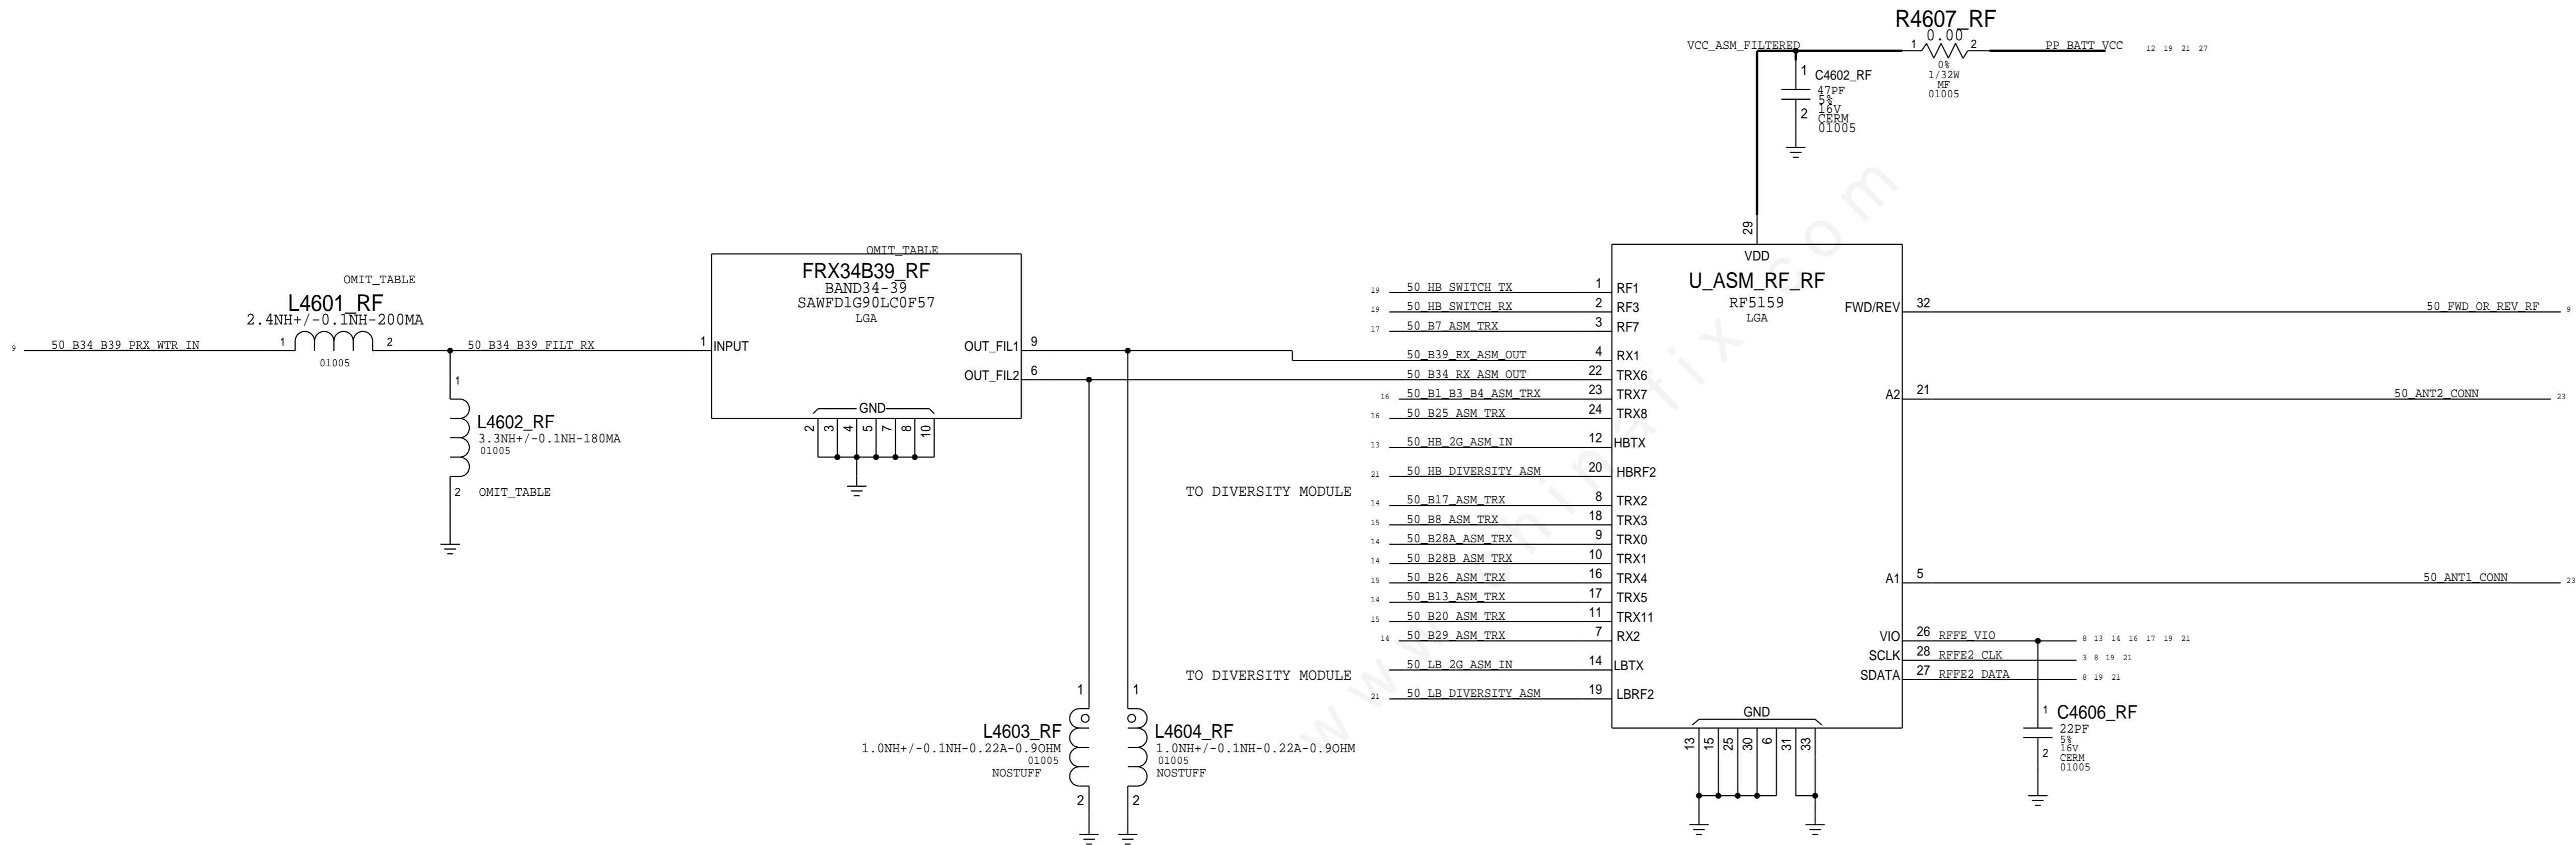 R4607_RF
0.00
VCC_ASM_FILTERED
1
2
PP_BATT_VCC
12 19 21 27
0%
1/32W
MF
01005
1
C4602_RF
47PF
5%
16V
CERM
01005
2
29
VDD
OMIT_TABLE
L4601_RF
2.4NH+/-0.1NH-200MA
9
50_B34_B39_PRX_WTR_IN
1
2
01005
50_B34_B39_FILT_RX
1
L4602_RF
3.3NH+/-0.1NH-180MA
01005
2
OMIT_TABLE
OMIT_TABLE
FRX34B39_RF
BAND34-39
SAWFD1G90LC0F57
LGA
1
INPUT
OUT_FIL1
9
OUT_FIL2
6
GND
2
3
4
5
7
8
10
1
L4603_RF
1.0NH+/-0.1NH-0.22A-0.9OHM
01005
NOSTUFF
2
1
L4604_RF
1.0NH+/-0.1NH-0.22A-0.9OHM
01005
NOSTUFF
2
TO DIVERSITY MODULE
TO DIVERSITY MODULE
U_ASM_RF_RF
RF5159
LGA
19 50_HB_SWITCH_TX 1 RF1
19 50_HB_SWITCH_RX 2 RF3
17 50_B7_ASM_TRX 3 RF7
50_B39_RX_ASM_OUT 4 RX1
50_B34_RX_ASM_OUT 22 TRX6
16 50_B1_B3_B4_ASM_TRX 23 TRX7
16 50_B25_ASM_TRX 24 TRX8
13 50_HB_2G_ASM_IN 12 HBTX
21 50_HB_DIVERSITY_ASM 20 HBRF2
14 50_B17_ASM_TRX 8 TRX2
15 50_B8_ASM_TRX 18 TRX3
14 50_B28A_ASM_TRX 9 TRX0
14 50_B28B_ASM_TRX 10 TRX1
15 50_B26_ASM_TRX 16 TRX4
14 50_B13_ASM_TRX 17 TRX5
15 50_B20_ASM_TRX 11 TRX11
14 50_B29_ASM_TRX 7 RX2
50_LB_2G_ASM_IN 14 LBTX
21 50_LB_DIVERSITY_ASM 19 LBRF2
FWD/REV 32 50_FWD_OR_REV_RF 9
A2 21 50_ANT2_CONN 23
A1 5 50_ANT1_CONN 23
VIO 26 RFFE_VIO 8 13 14 16 17 19 21
SCLK 28 RFFE2_CLK 3 8 19 21
SDATA 27 RFFE2_DATA 8 19 21
GND
13
15
25
30
6
31
33
1
C4606_RF
22PF
5%
16V
CERM
01005
2
www.chinafix.com